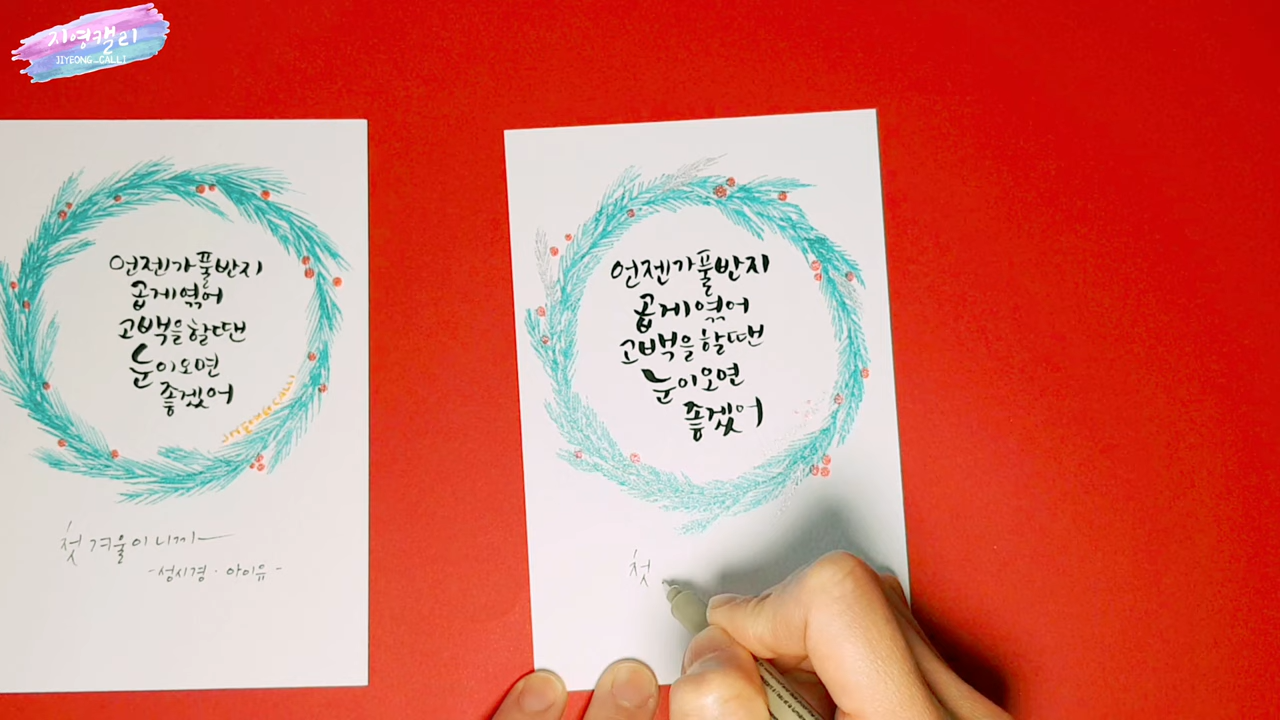 지영캘리
JIYEONG_CALLI
언젠가풀반지
곱게엮어
고백을할땐
눈이오면
좋겠어
JIYEONGCALLI
첫겨울이니까
-성시경·아이유-
언젠가풀반지
곱게엮어
고백을할땐
눈이오면
좋겠어
첫